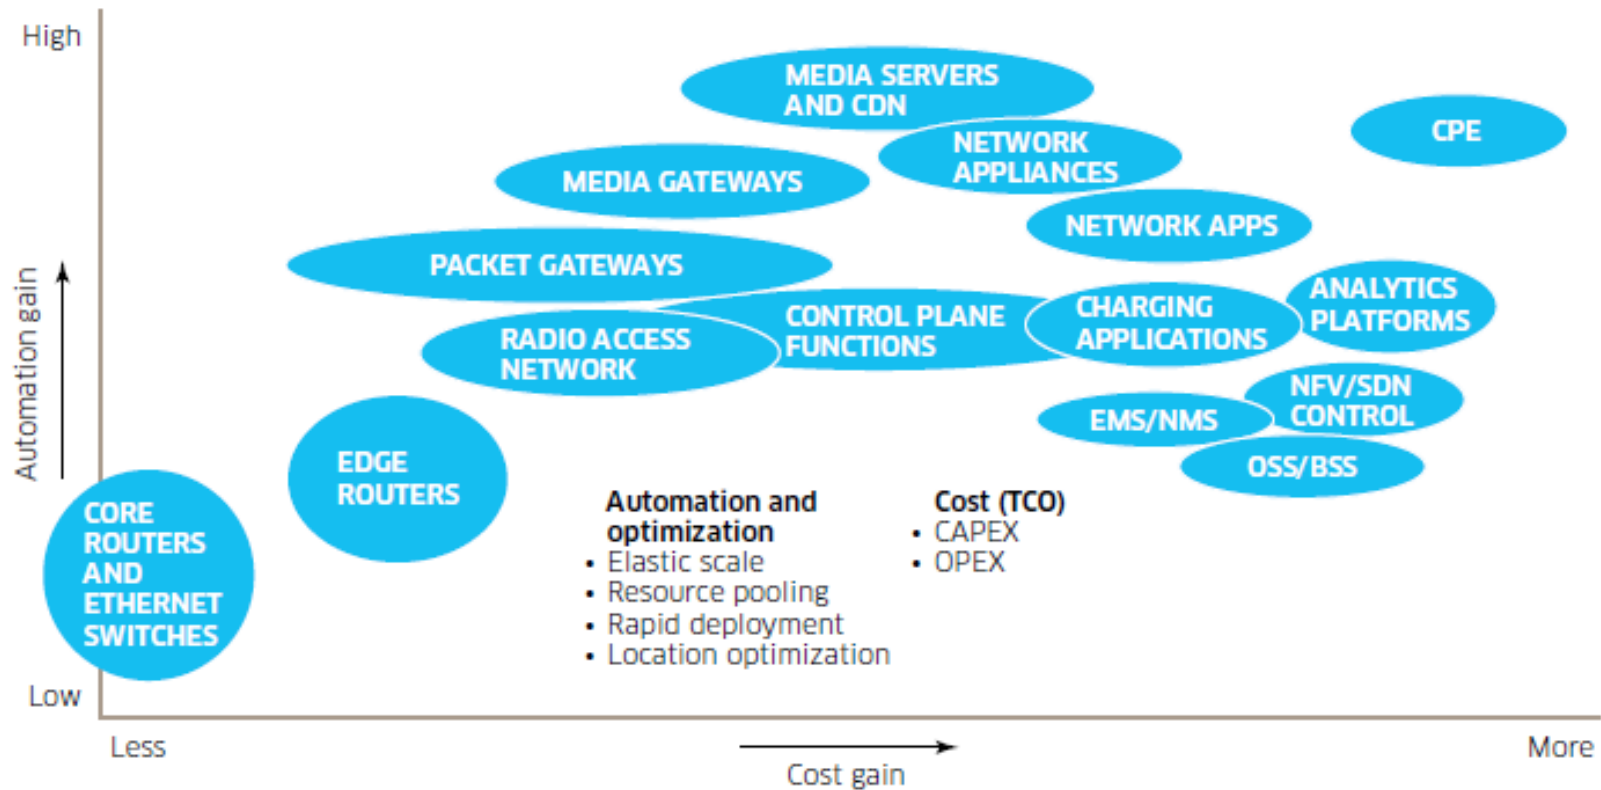 High
MEDIA SERVERS
AND CDN
CPE
NETWORK
APPLIANCES
MEDIA GATEWAYS
NETWORK APPS
PACKET GATEWAYS
ANALYTICS
PLATFORMS
CONTROL PLANE
FUNCTIONS
CHARGING
APPLICATIONS
RADIO ACCESS
NETWORK
Automation gain
NFV/SDN
CONTROL
EMS/NMS
OSS/BSS
EDGE
ROUTERS
CORE
ROUTERS
AND
ETHERNET
SWITCHES
Automation and
optimization
• Elastic scale
• Resource pooling
• Rapid deployment
• Location optimization
Cost (TCO)
• CAPEX
• OPEX
Low
Less
More
Cost gain